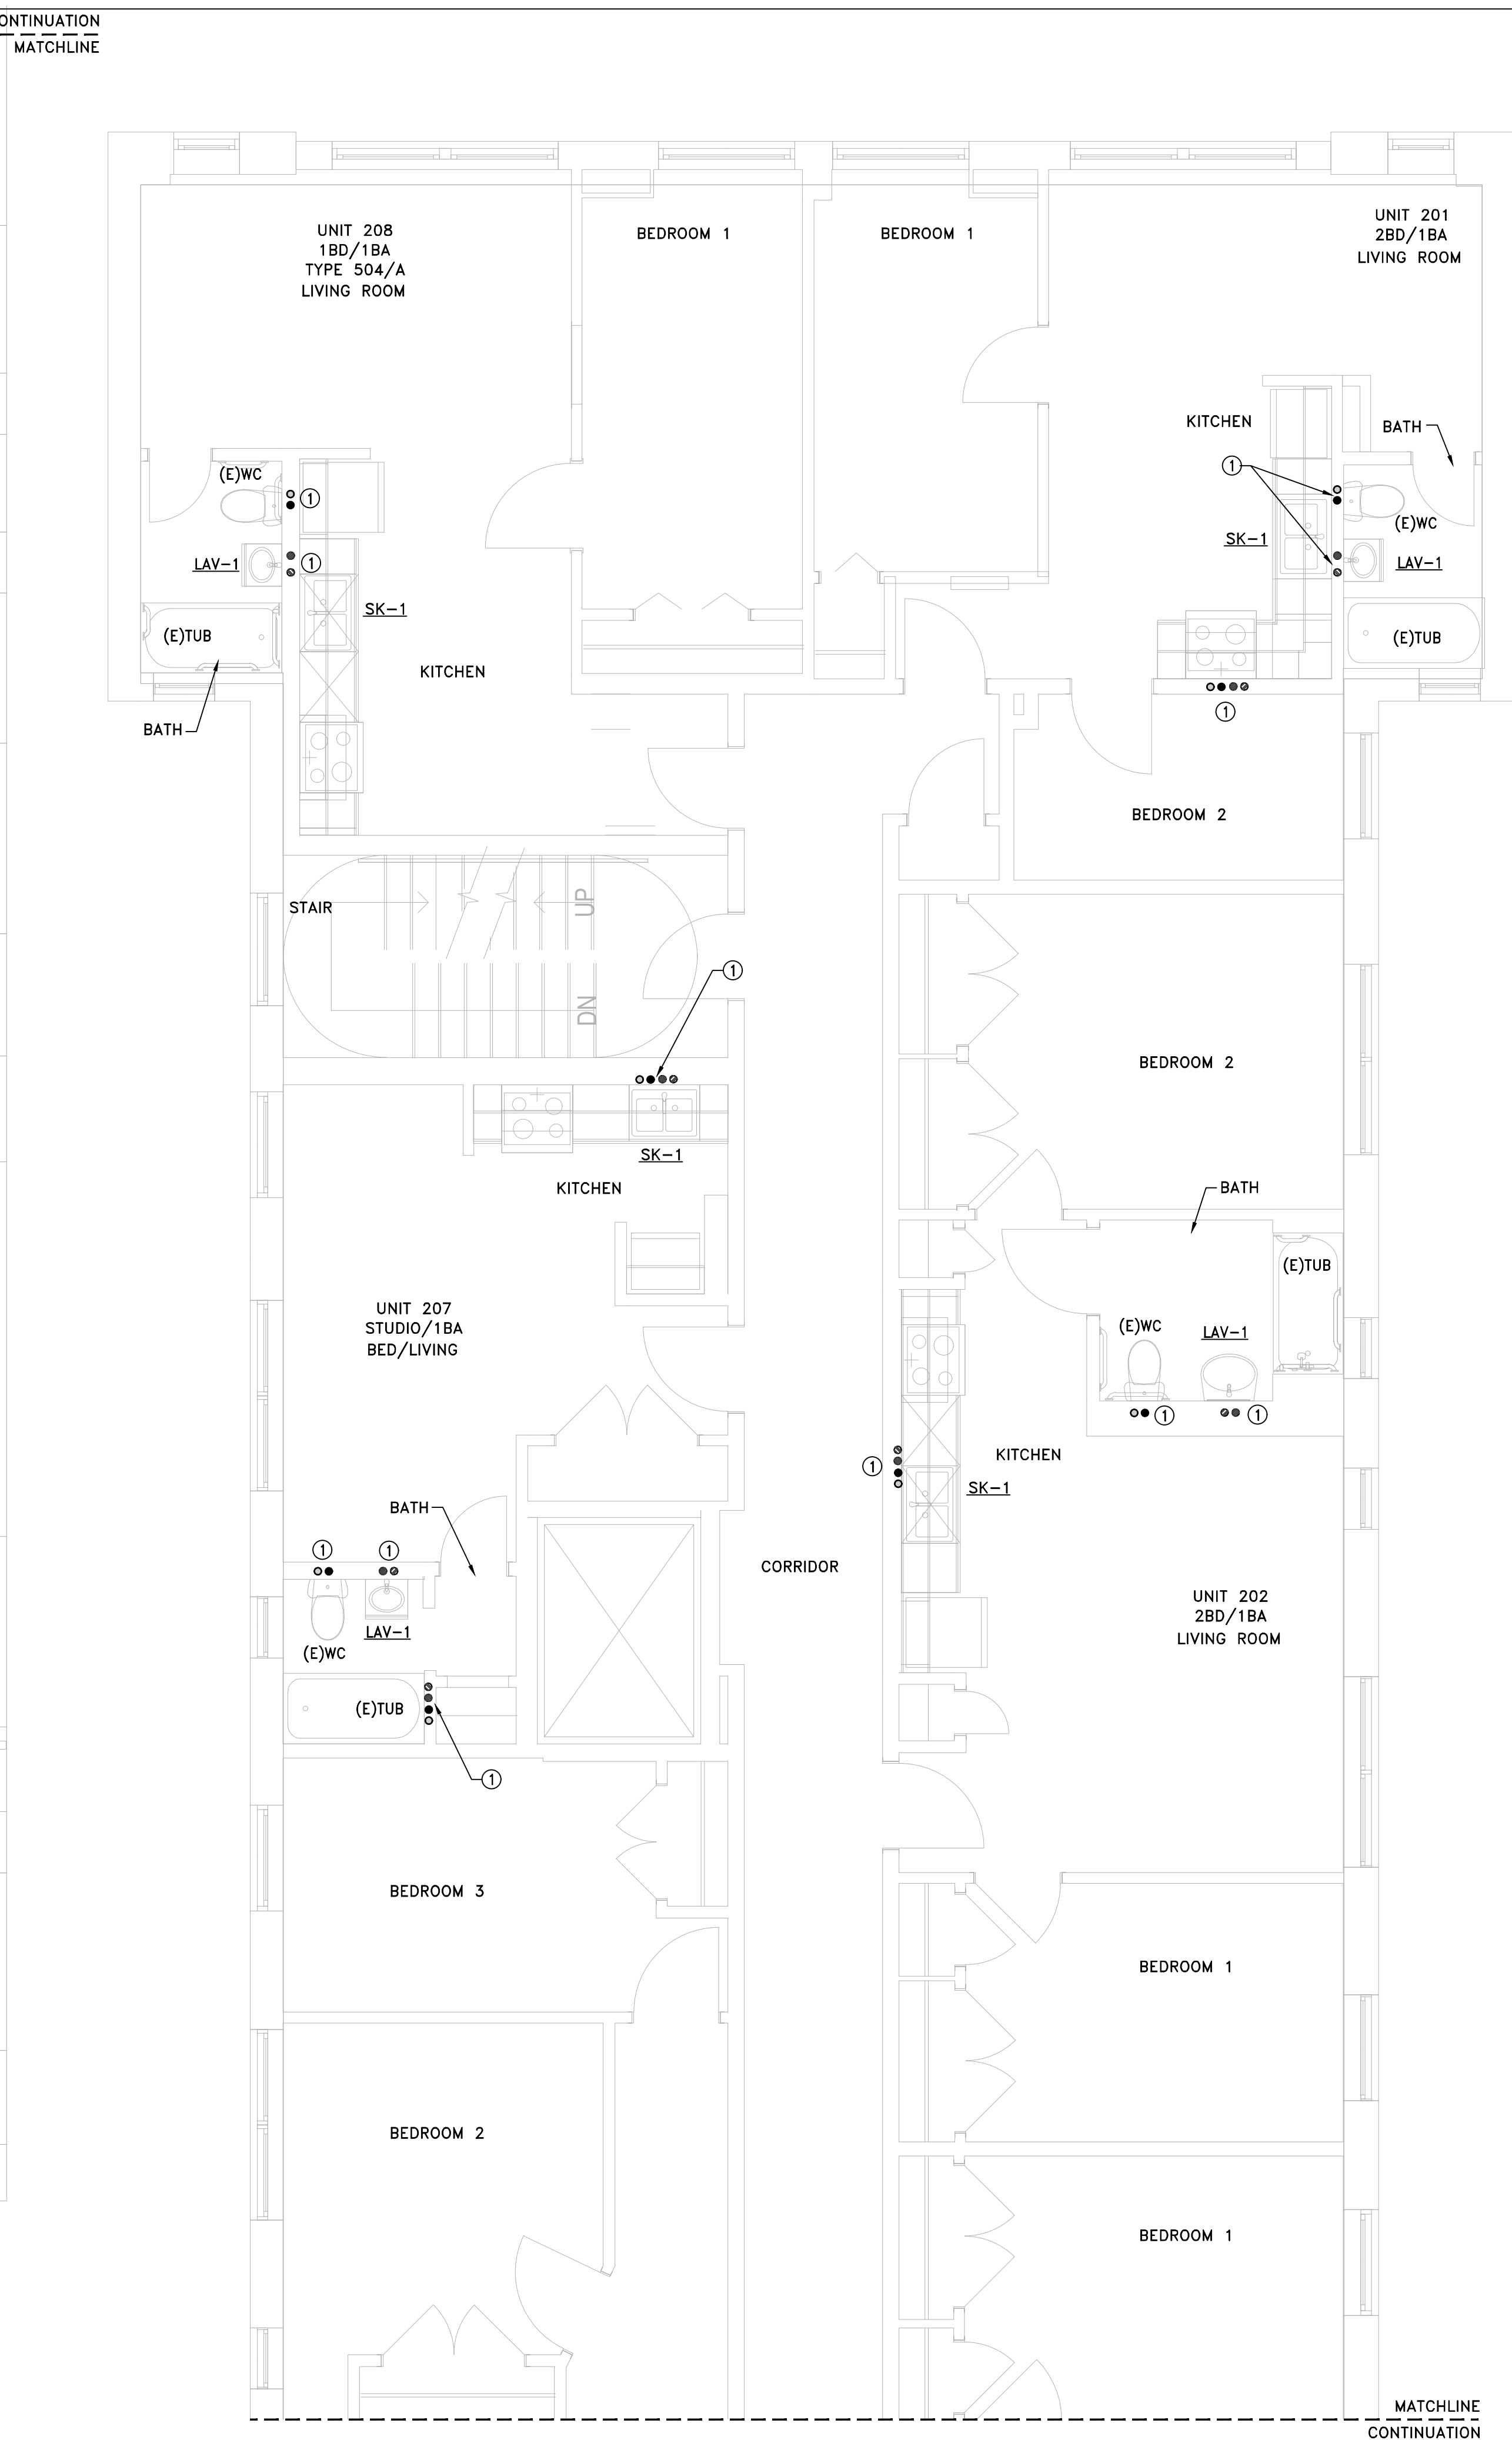 CONTINUATION
MATCHLINE
UNIT 208
1BD/1BA
TYPE 504/A
LIVING ROOM
BEDROOM 1
BEDROOM 1
UNIT 201
2BD/1BA
LIVING ROOM
KITCHEN
BATH
(E)WC
1
1
LAV-1
SK-1
(E)TUB
KITCHEN
BATH
1
(E)WC
SK-1
LAV-1
(E)TUB
1
BEDROOM 2
STAIR
UP
DN
1
SK-1
KITCHEN
BEDROOM 2
BATH
(E)TUB
(E)WC
LAV-1
1
1
UNIT 207
STUDIO/1BA
BED/LIVING
KITCHEN
1
SK-1
BATH
1
1
LAV-1
(E)WC
(E)TUB
1
CORRIDOR
UNIT 202
2BD/1BA
LIVING ROOM
BEDROOM 3
BEDROOM 1
BEDROOM 2
BEDROOM 1
MATCHLINE
CONTINUATION